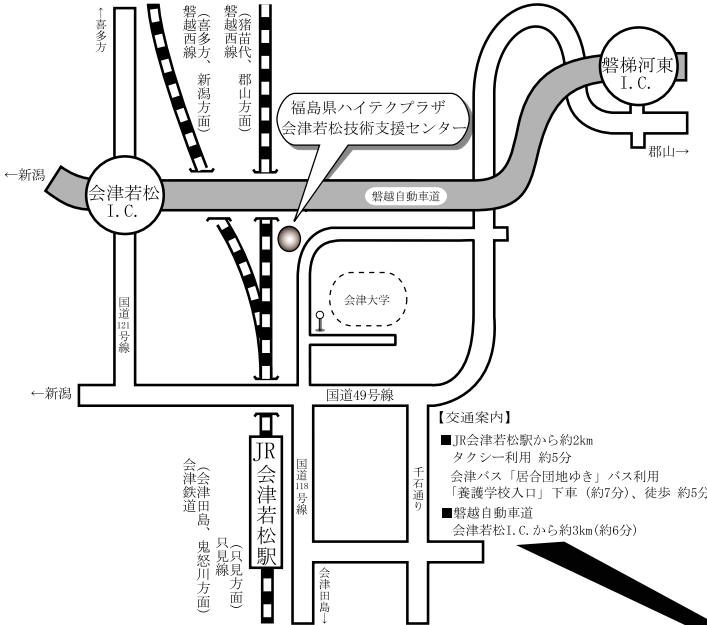 ←喜多方
磐越西線
（喜多方、新潟方面）
磐越西線
（猪苗代、郡山方面）
福島県ハイテクプラザ
会津若松技術支援センター
磐梯河東
I.C.
郡山→
←新潟
会津若松
I.C.
磐越自動車道
会津大学
国道121号線
←新潟
国道49号線
JR会津若松駅
国道118号線
千石通り
会津鉄道
（会津田島、鬼怒川方面）
只見線
（只見方面）
会津田島→
【交通案内】
■JR会津若松駅から約2km
タクシー利用 約5分
会津バス「居合団地ゆき」バス利用
「養護学校入口」下車（約7分）、徒歩 約5分
■磐越自動車道
会津若松I.C.から約3km(約6分)